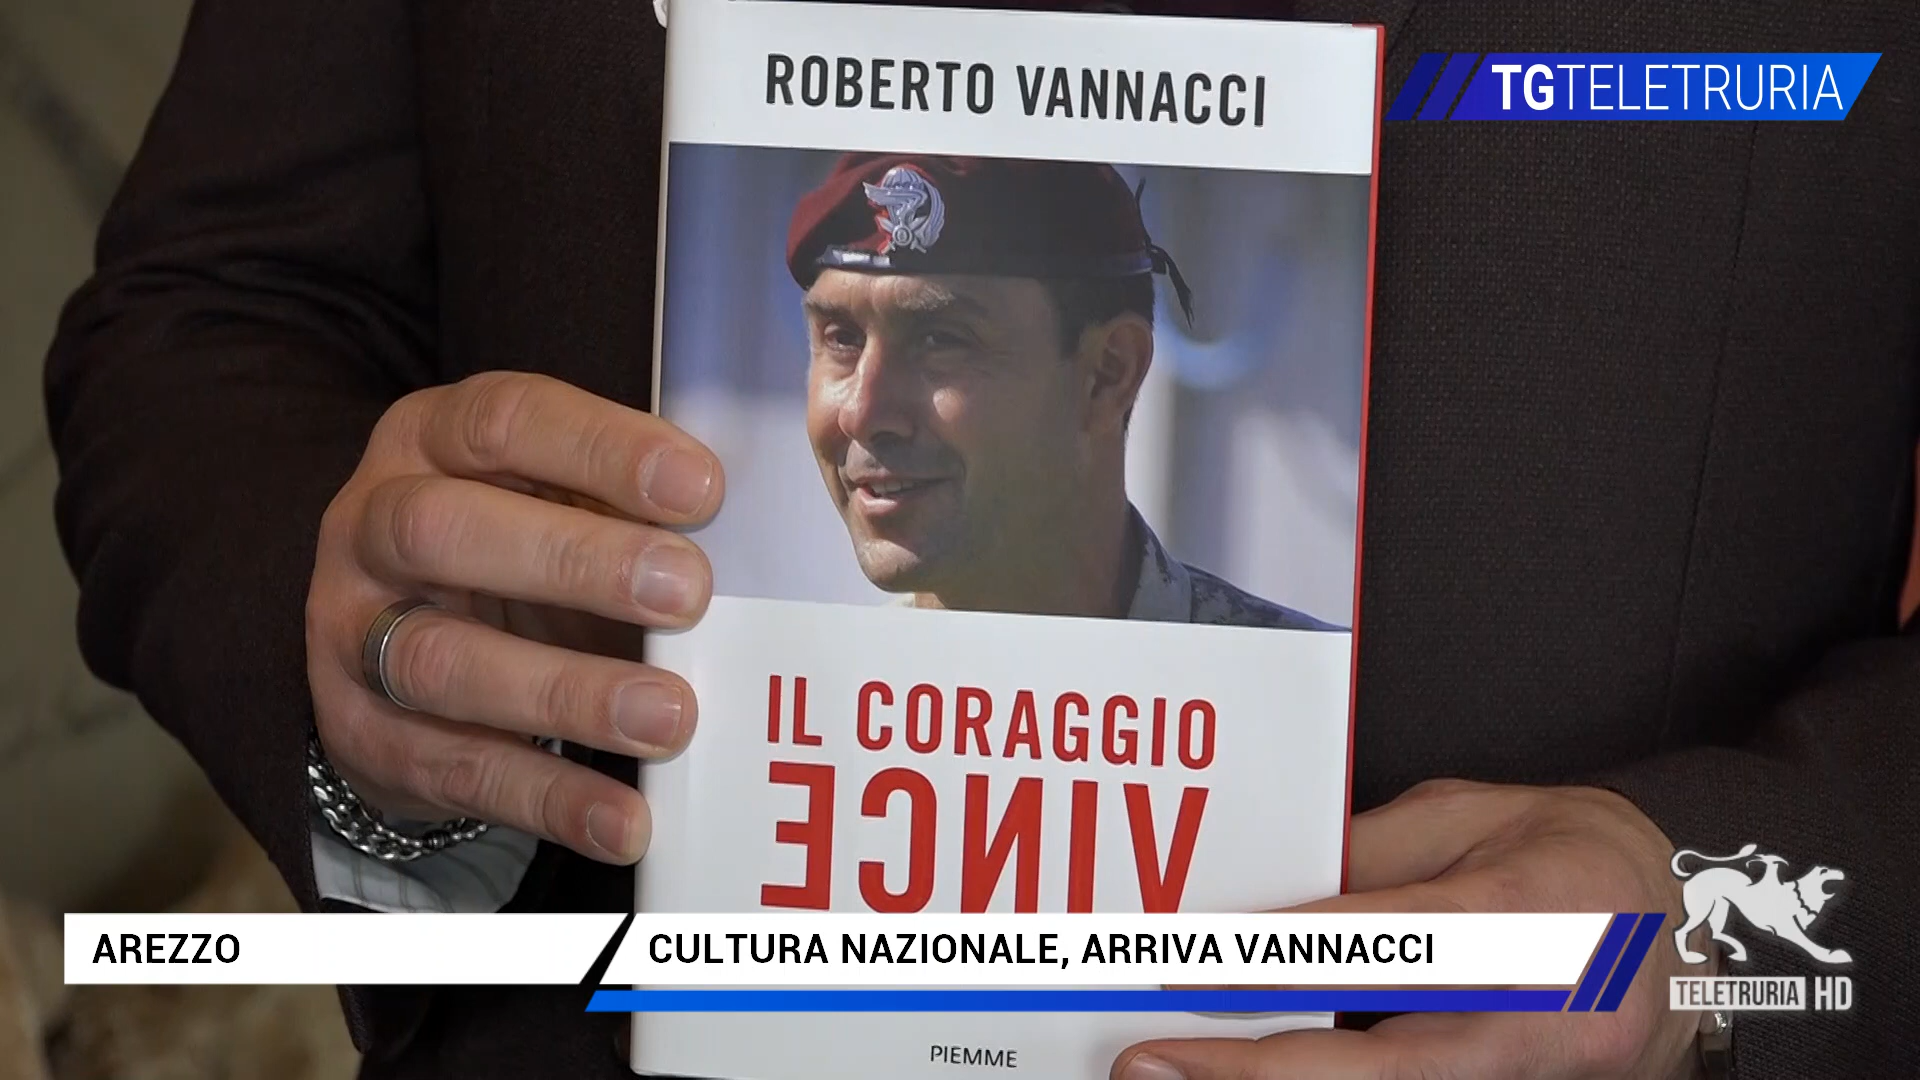 ROBERTO VANNACCI
TGTELETRURIA
IL CORAGGIO
VINCE
AREZZO
CULTURA NAZIONALE, ARRIVA VANNACCI
TELETRURIA HD
PIEMME